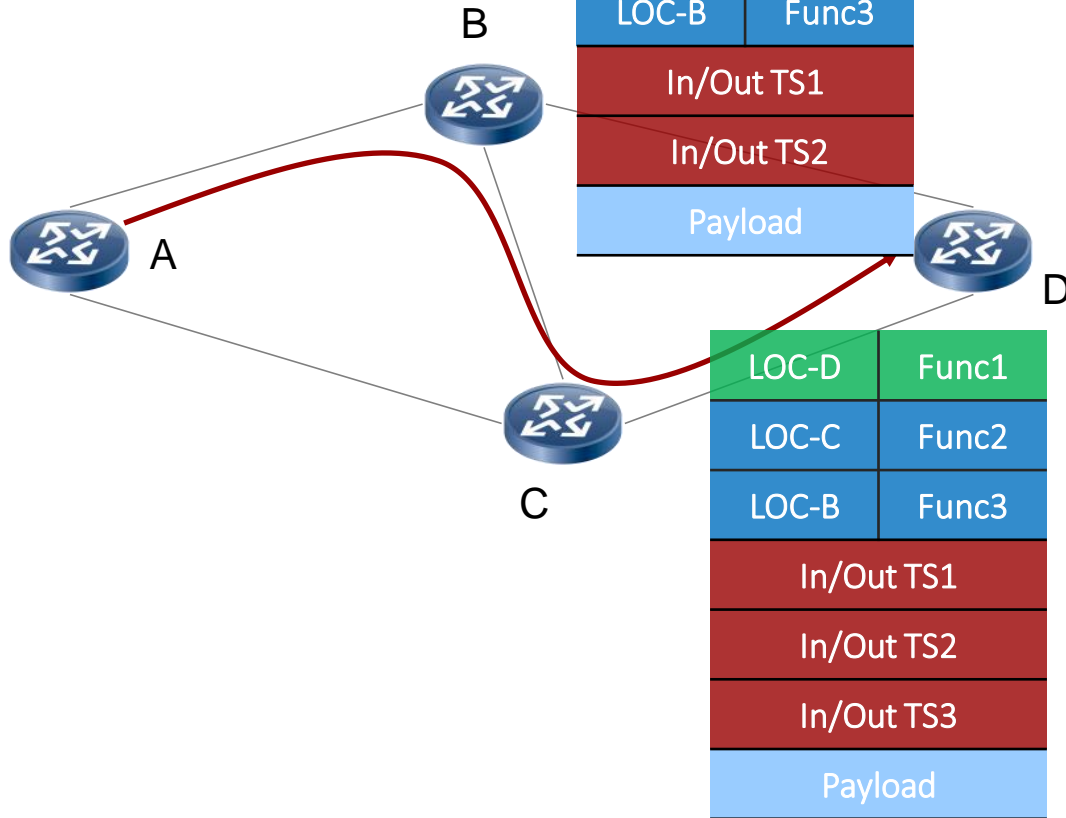 B
LOC-B Func3
In/Out TS1
In/Out TS2
Payload
A
D
LOC-D Func1
LOC-C Func2
LOC-B Func3
C
In/Out TS1
In/Out TS2
In/Out TS3
Payload